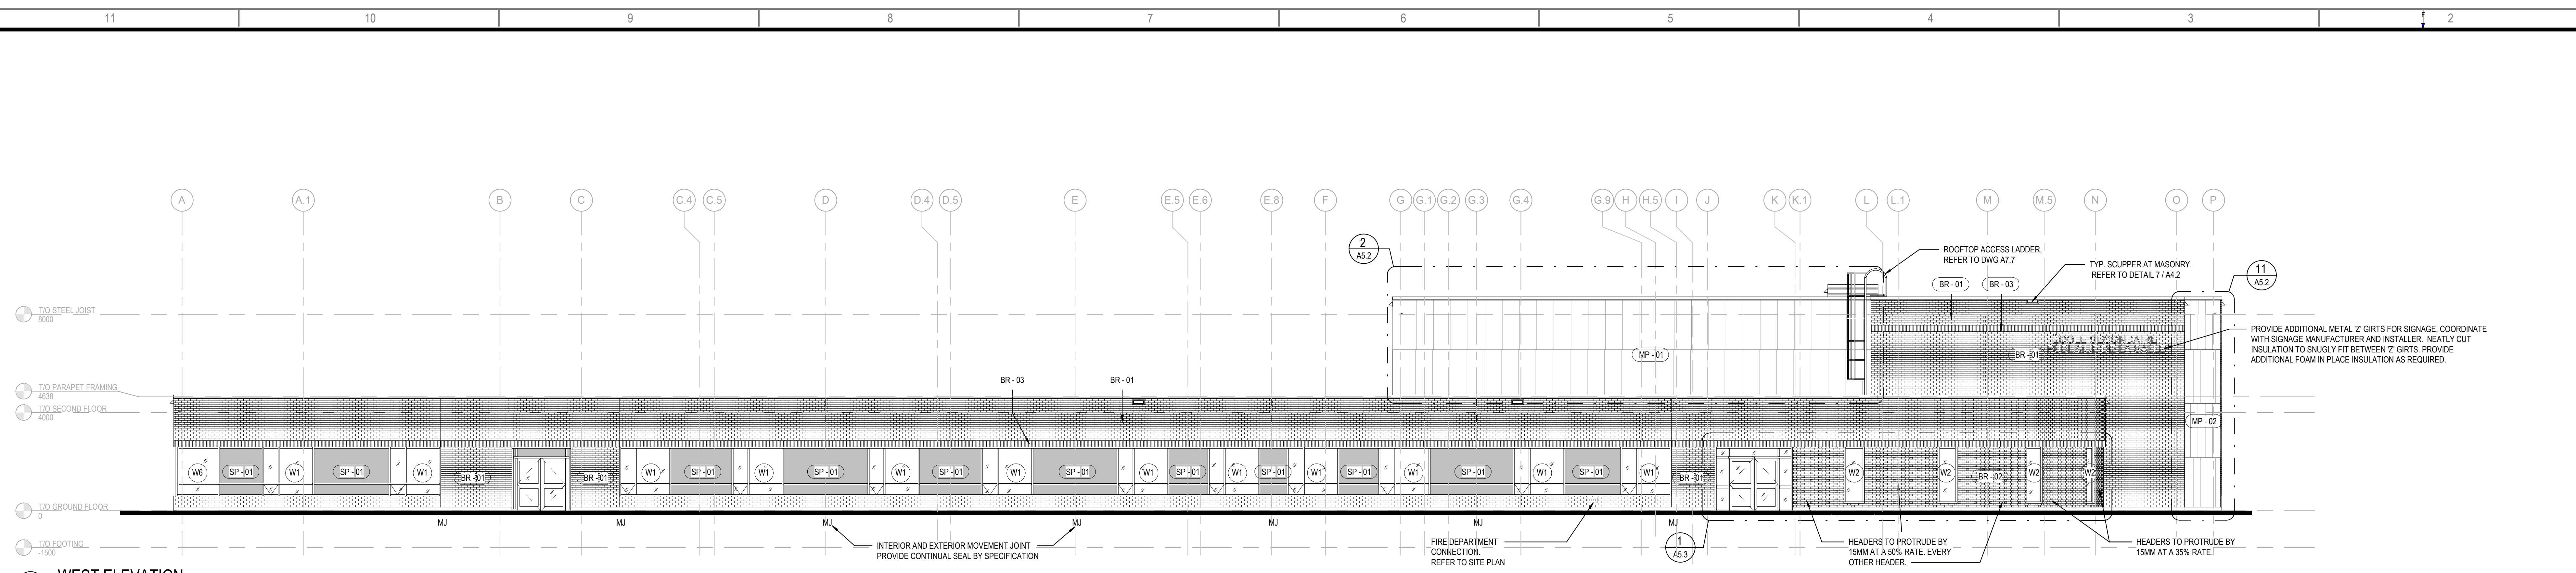 11 10 9 8 7 6 5 4 3 2
F
A A.1 B C C.4 C.5 D D.4 D.5 E E.5 E.6 E.8 F G G.1 G.2 G.3 G.4 G.9 H H.5 I J K K.1 L L.1 M M.5 N O P
2
A5.2
ROOFTOP ACCESS LADDER,
REFER TO DWG A7.7
TYP. SCUPPER AT MASONRY.
REFER TO DETAIL 7 / A4.2
11
A5.2
BR - 01 BR - 03
T/O STEEL JOIST
8000
PROVIDE ADDITIONAL METAL 'Z' GIRTS FOR SIGNAGE, COORDINATE
WITH SIGNAGE MANUFACTURER AND INSTALLER. NEATLY CUT
INSULATION TO SNUGLY FIT BETWEEN 'Z' GIRTS. PROVIDE
ADDITIONAL FOAM IN PLACE INSULATION AS REQUIRED.
ÉCOLE SECONDAIRE
PUBLIQUE DE LA SALLE
MP - 01 BR - 01
BR - 03 BR - 01
T/O PARAPET FRAMING
4638
T/O SECOND FLOOR
4000
MP - 02
W6 SP - 01 W1 SP - 01 W1 BR - 01 BR - 01 W1 SP - 01 W1 SP - 01 W1 SP - 01 W1 SP - 01 W1 SP - 01 W1 SP - 01 W1 SP - 01 W1 SP - 01 W1 SP - 01 W1 BR - 01 W2 W2 BR - 02 W2 W2
T/O GROUND FLOOR
0
MJ MJ MJ MJ MJ MJ MJ
T/O FOOTING
-1500
INTERIOR AND EXTERIOR MOVEMENT JOINT
PROVIDE CONTINUAL SEAL BY SPECIFICATION
FIRE DEPARTMENT
CONNECTION.
REFER TO SITE PLAN
1
A5.3
HEADERS TO PROTRUDE BY
15MM AT A 50% RATE. EVERY
OTHER HEADER.
HEADERS TO PROTRUDE BY
15MM AT A 35% RATE.
WEST ELEVATION